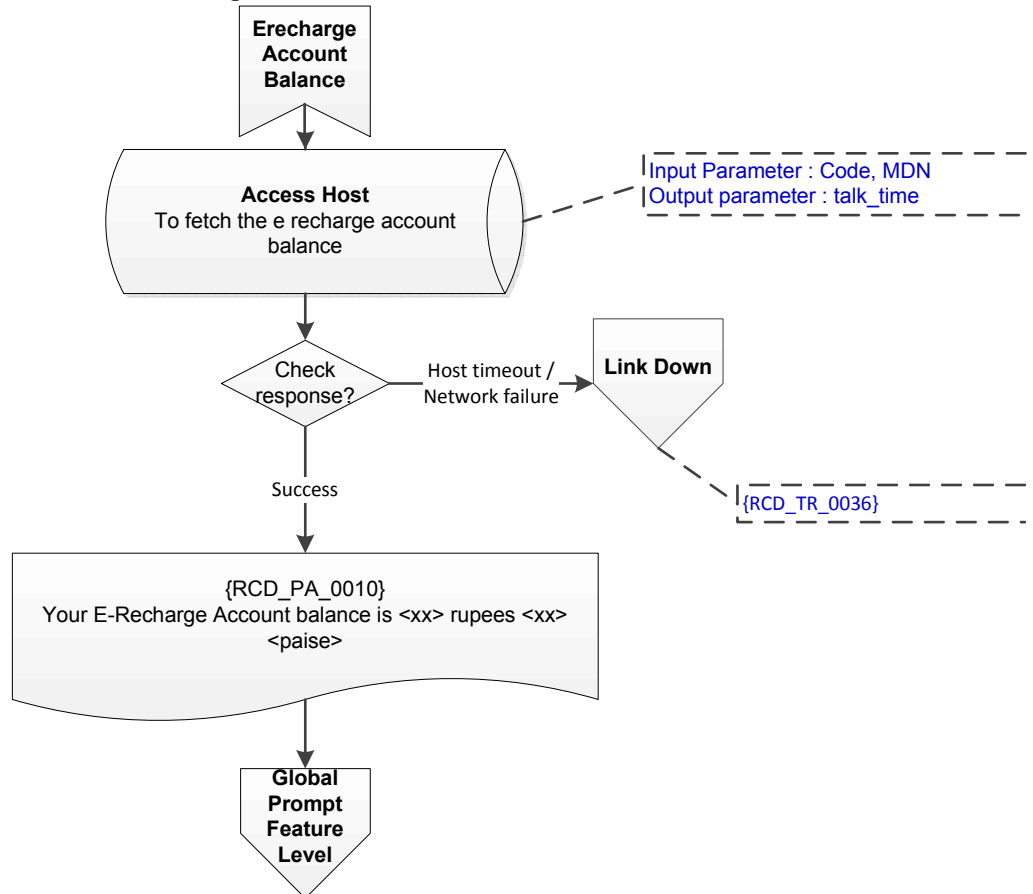 Erecharge
Account
Balance
Access Host
To fetch the e recharge account
balance
Input Parameter : Code, MDN
Output parameter : talk_time
Check
response?
Host timeout /
Network failure
Link Down
{RCD_TR_0036}
Success
{RCD_PA_0010}
Your E-Recharge Account balance is <xx> rupees <xx>
<paise>
Global
Prompt
Feature
Level